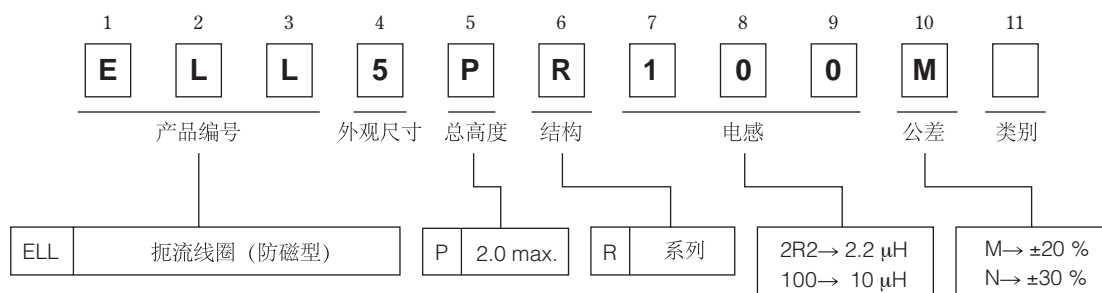 1 2 3 4 5 6 7 8 9 10 11
E L L 5 P R 1 0 0 M
产品编号 外观尺寸 总高度 结构 电感 公差 类别
ELL 扼流线圈 (防磁型)
P 2.0 max.
R 系列
2R2→ 2.2 μH
100→ 10 μH
M→ ±20 %
N→ ±30 %